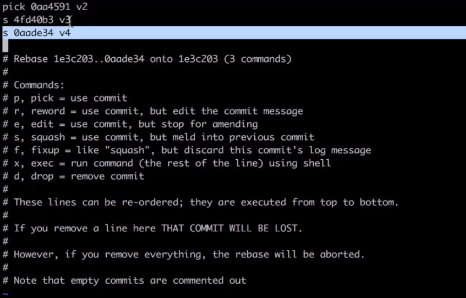 pick 0aa4591 v2
s 4fd40b3 v3
s 0aade34 v4
# Rebase 1e3c203..0aade34 onto 1e3c203 (3 commands)
#
# Commands:
# p, pick = use commit
# r, reword = use commit, but edit the commit message
# e, edit = use commit, but stop for amending
# s, squash = use commit, but meld into previous commit
# f, fixup = like "squash", but discard this commit's log message
# x, exec = run command (the rest of the line) using shell
# d, drop = remove commit
#
# These lines can be re-ordered; they are executed from top to bottom.
#
# If you remove a line here THAT COMMIT WILL BE LOST.
#
# However, if you remove everything, the rebase will be aborted.
#
# Note that empty commits are commented out
~